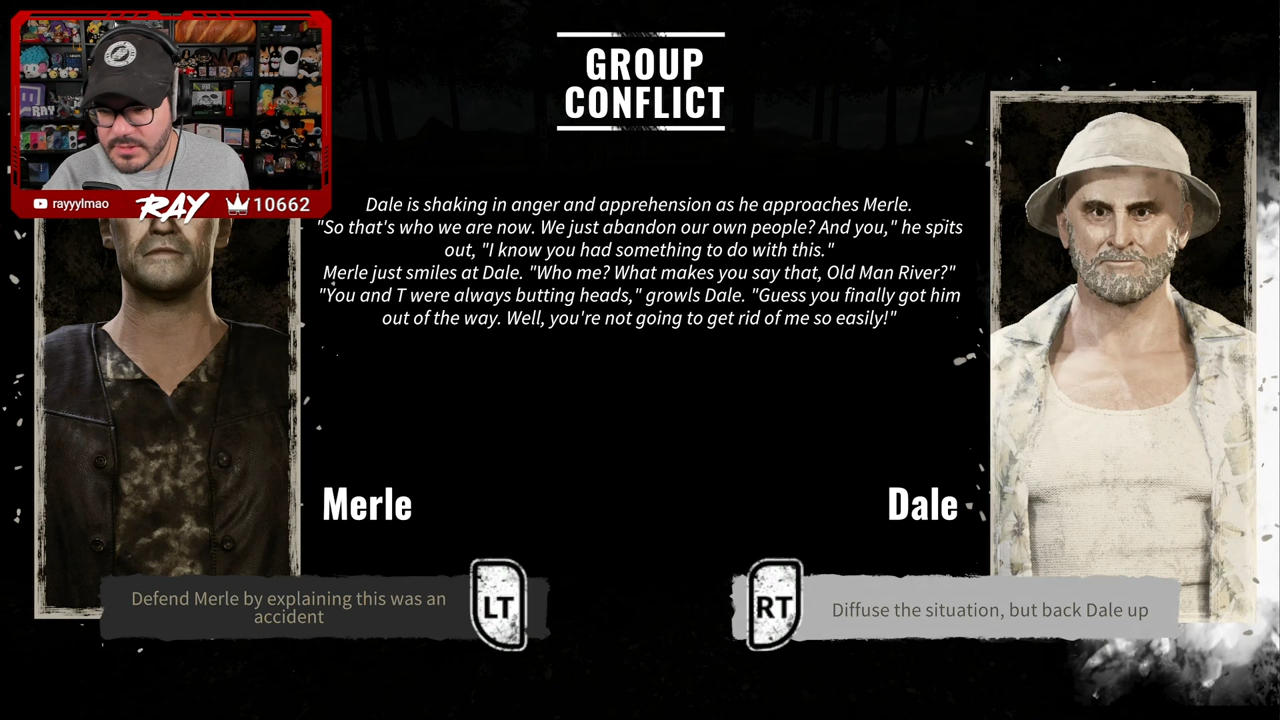 rayyylmao
RAY
10662
GROUP
CONFLICT
Dale is shaking in anger and apprehension as he approaches Merle.
"So that's who we are now. We just abandon our own people? And you," he spits
out, "I know you had something to do with this."
Merle just smiles at Dale. "Who me? What makes you say that, Old Man River?"
"You and T were always butting heads," growls Dale. "Guess you finally got him
out of the way. Well, you're not going to get rid of me so easily!"
Merle
Dale
Defend Merle by explaining this was an
accident
LT
RT
Diffuse the situation, but back Dale up